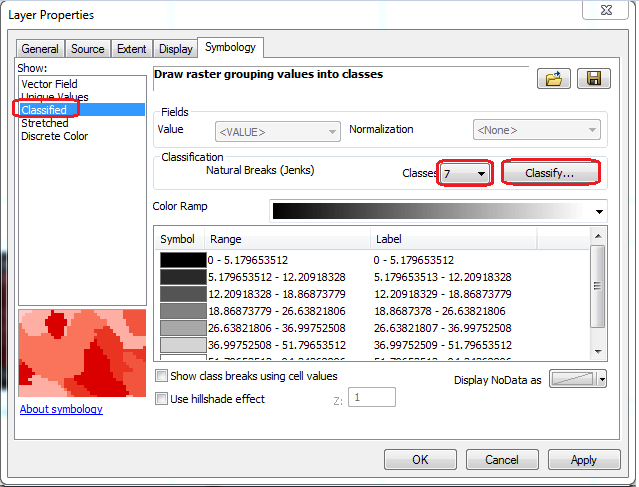 Layer Properties
General Source Extent Display Symbology
Show:
Vector Field
Unique Values
Classified
Stretched
Discrete Color
About symbology
Draw raster grouping values into classes
Fields
Value <VALUE> Normalization <None>
Classification
Natural Breaks (Jenks) Classes 7 Classify...
Color Ramp
Symbol Range Label
0 - 5.179653512 0 - 5.179653512
5.179653512 - 12.20918328 5.179653513 - 12.20918328
12.20918328 - 18.86873779 12.20918329 - 18.86873779
18.86873779 - 26.63821806 18.8687378 - 26.63821806
26.63821806 - 36.99752508 26.63821807 - 36.99752508
36.99752508 - 51.79653512 36.99752509 - 51.79653512
Show class breaks using cell values
Display NoData as
Use hillshade effect Z: 1
OK Cancel Apply